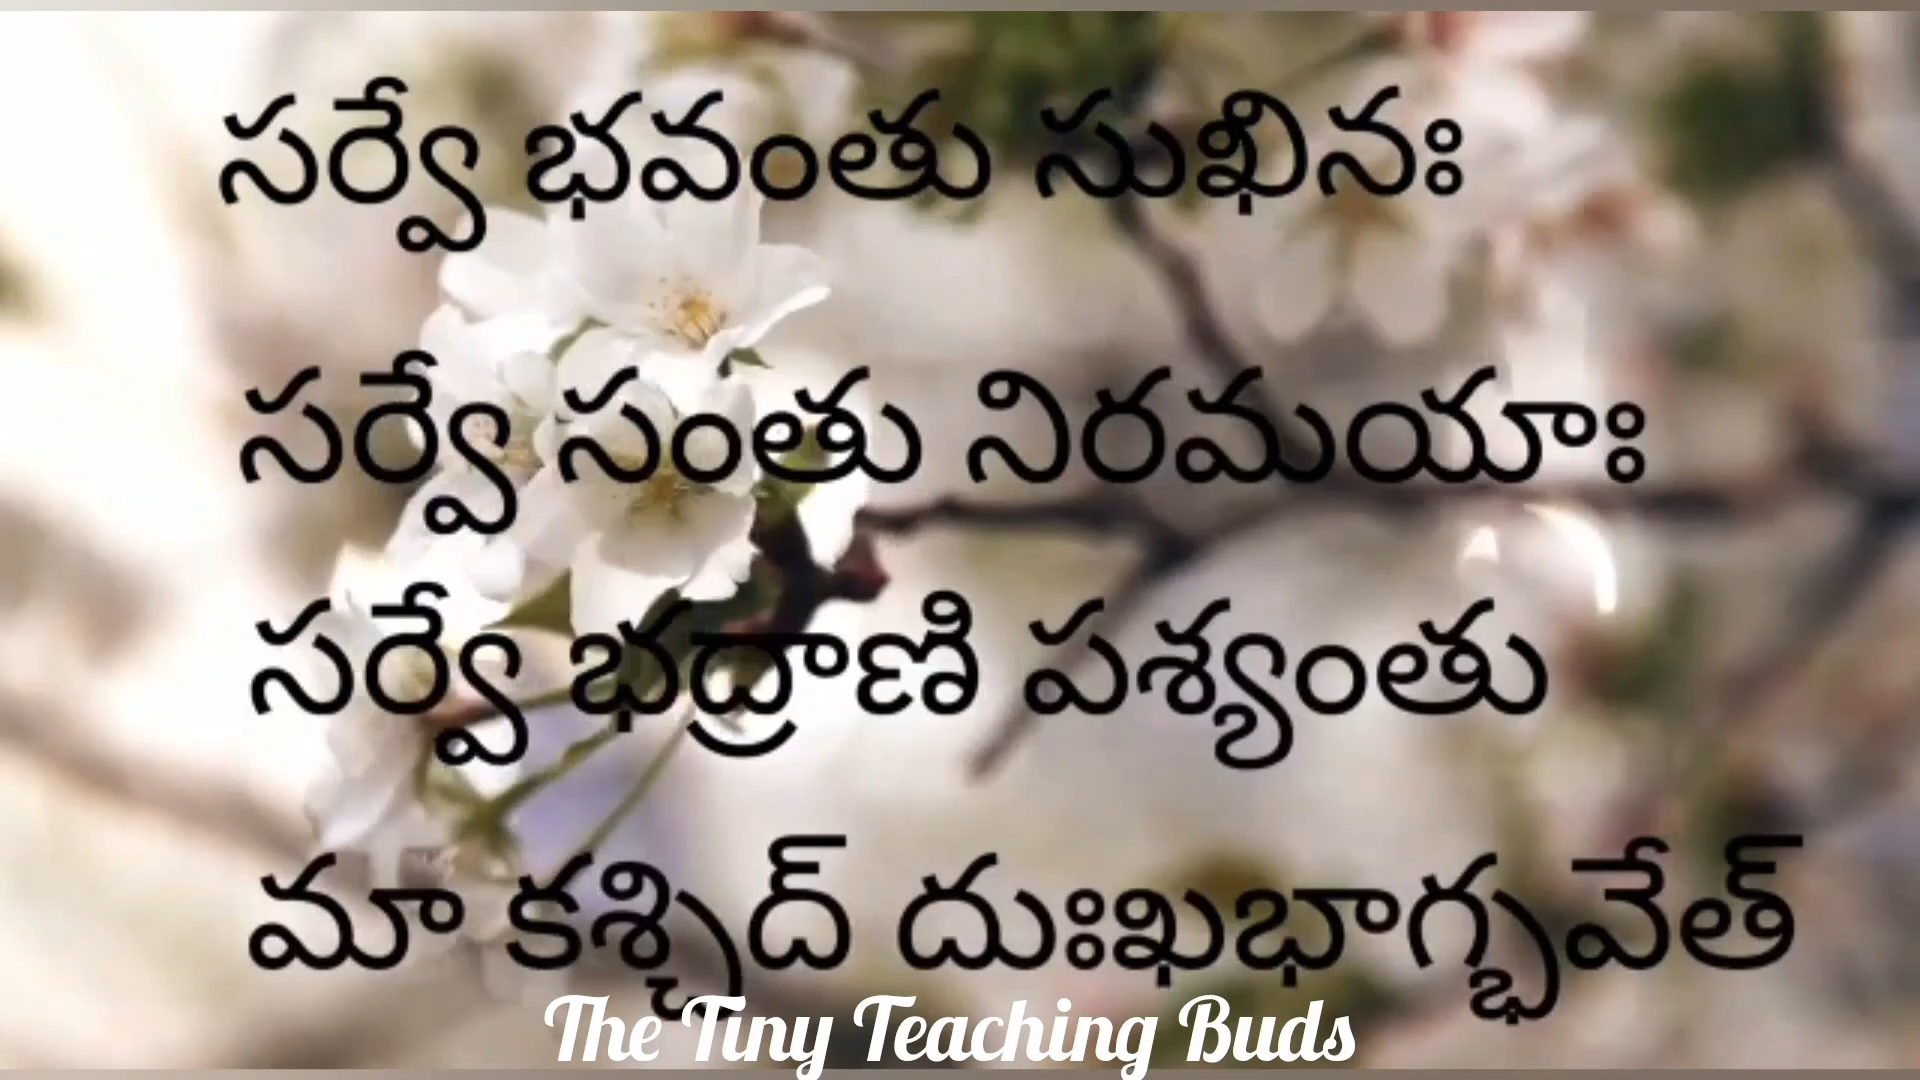 సర్వే భవంతు సుఖినః
సర్వే సంతు నిరమయాః
సర్వే భద్రాణి పశ్యంతు
మా కశ్చిద్ దుఃఖభాగ్భవేత్
The Tiny Teaching Buds